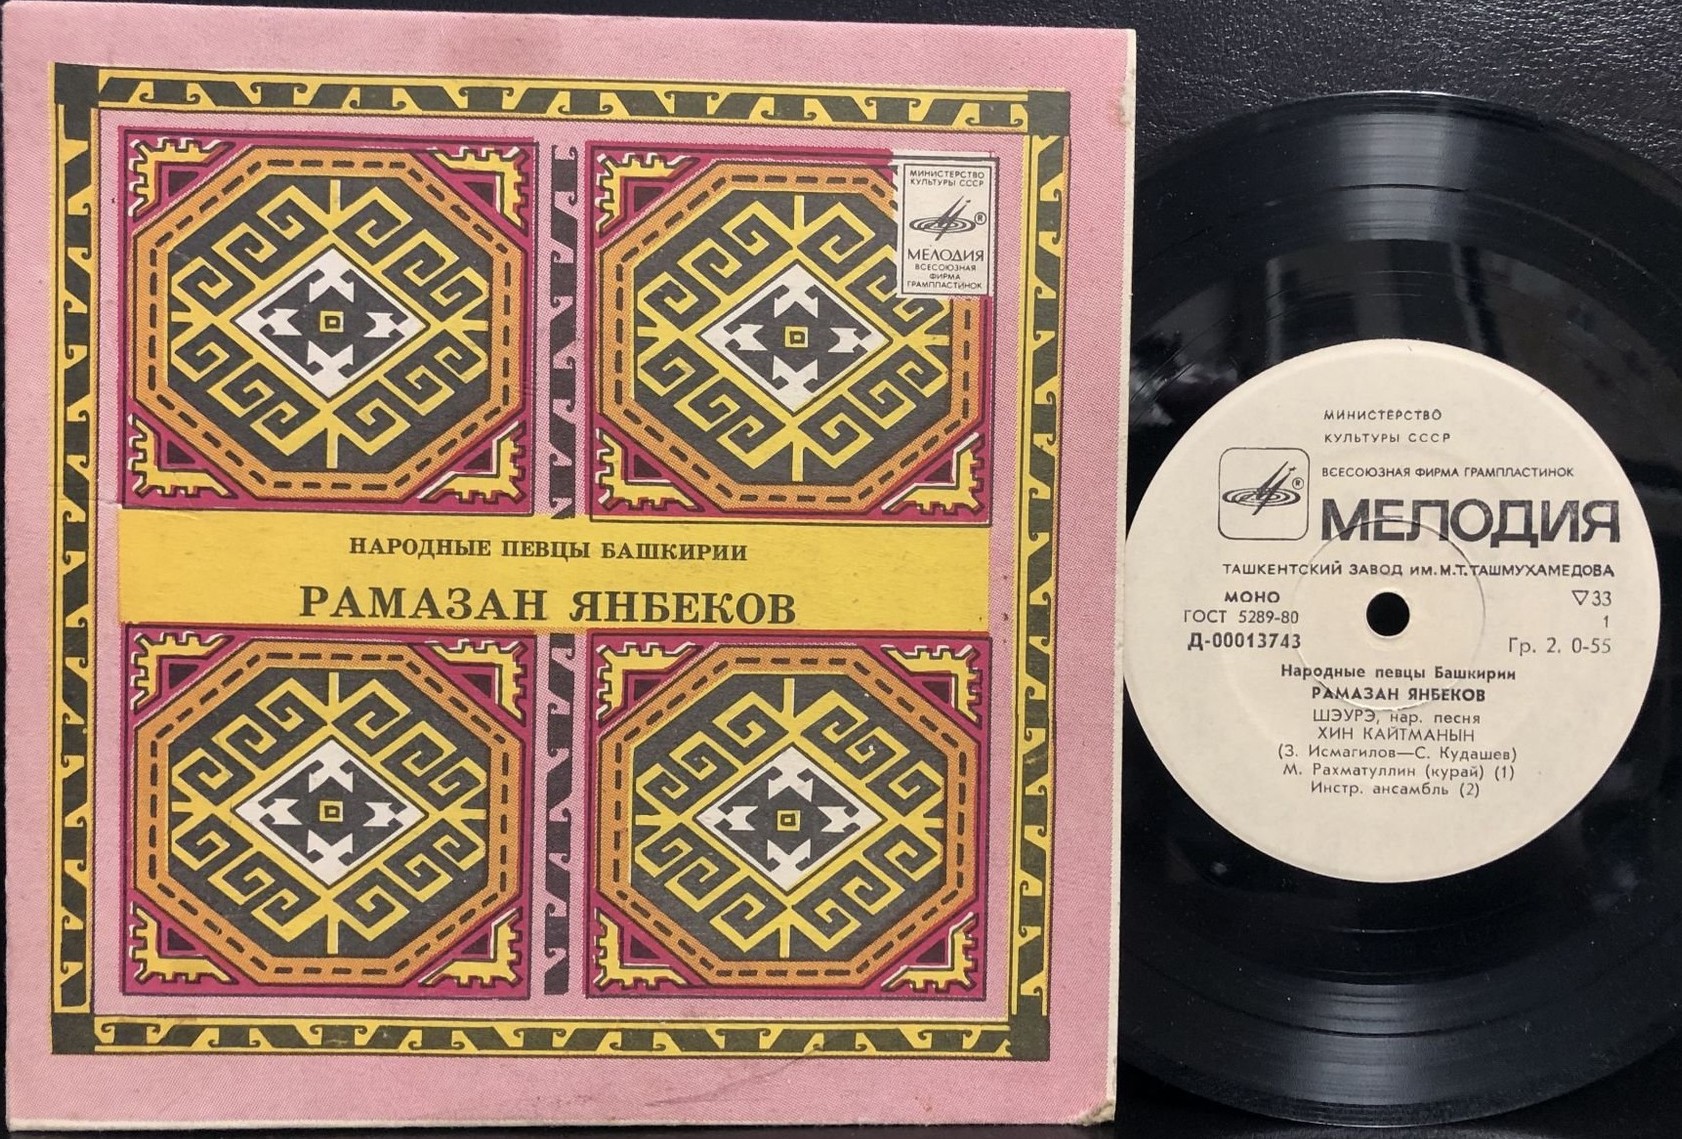 МИНИСТЕРСТВО
КУЛЬТУРЫ СССР
®
МЕЛОДИЯ
ВСЕСОЮЗНАЯ
ФИРМА
ГРАМПЛАСТИНОК
НАРОДНЫЕ ПЕВЦЫ БАШКИРИИ
РАМАЗАН ЯНБЕКОВ
МИНИСТЕРСТВО
КУЛЬТУРЫ СССР
ВСЕСОЮЗНАЯ ФИРМА ГРАМПЛАСТИНОК
®
МЕЛОДИЯ
ТАШКЕНТСКИЙ ЗАВОД ИМ. М.Т.ТАШМУХАМЕДОВА
МОНО ▽33
ГОСТ 5289-80 1
Д-00013743 Гр. 2. 0-55
Народные певцы Башкирии
РАМАЗАН ЯНБЕКОВ
ШЭУРЭ, нар. песня
ХИН КАЙТМАНЫН
(З. Исмагилов—С. Кудашев)
М. Рахматуллин (курай) (1)
Инстр. ансамбль (2)